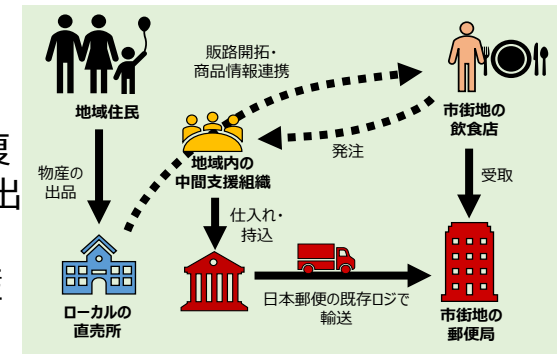 販路開拓・
商品情報連携
地域住民
市街地の
飲食店
地域内の
中間支援組織
発注
物産の
出品
出
受取
仕入れ・
持込
ローカルの
直売所
日本郵便の既存ロジで
輸送
市街地の
郵便局